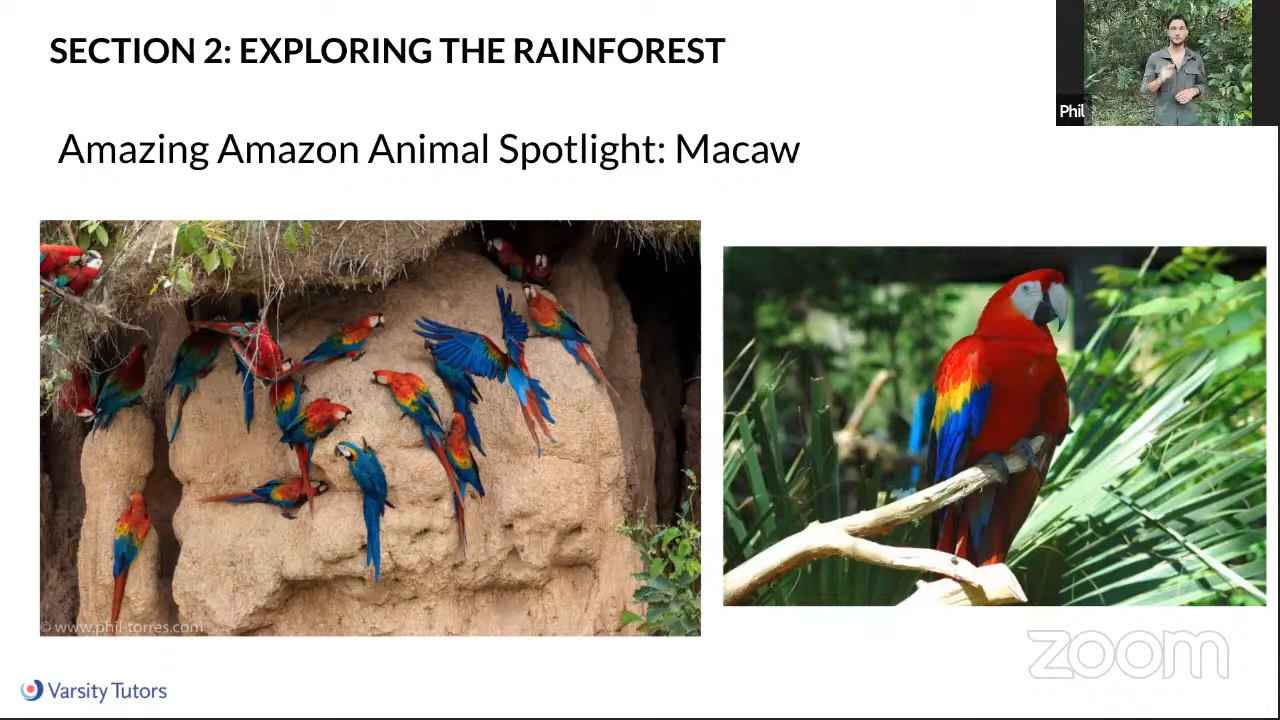 SECTION 2: EXPLORING THE RAINFOREST
Phil
Amazing Amazon Animal Spotlight: Macaw
© www.phil-torres.com
zoom
Varsity Tutors